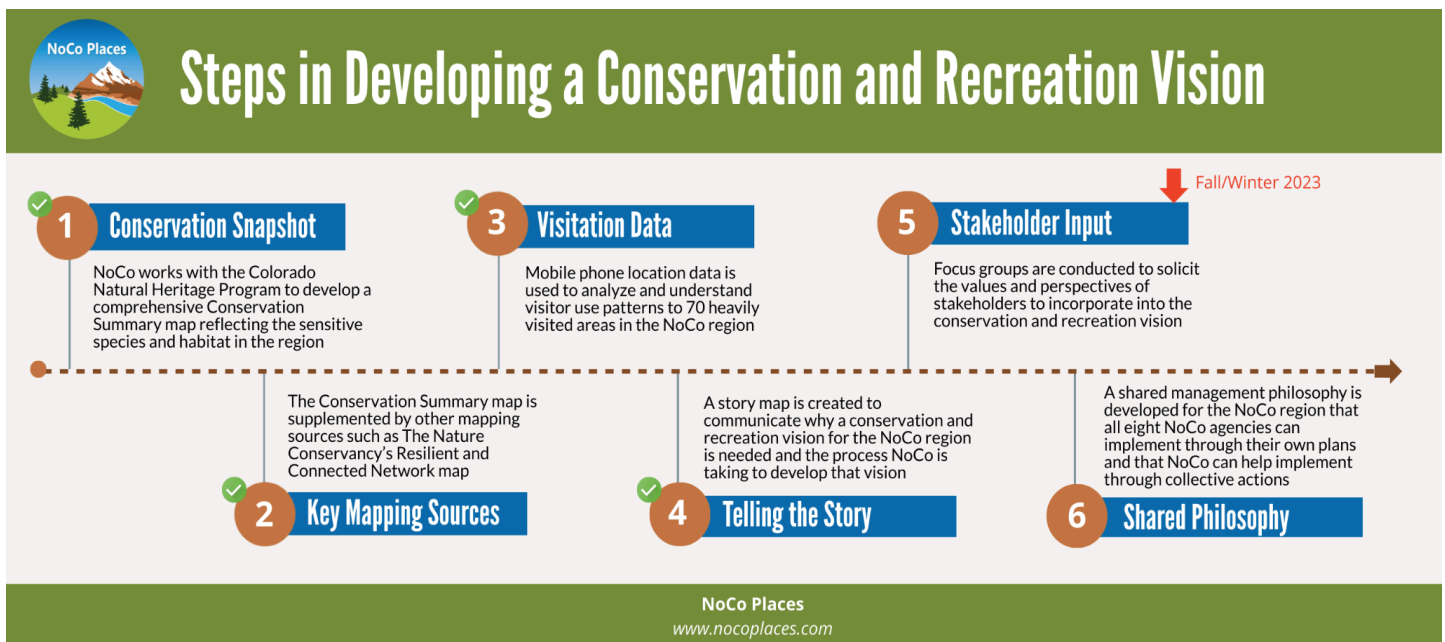 NoCo Places
Steps in Developing a Conservation and Recreation Vision
1
Conservation Snapshot
NoCo works with the Colorado
Natural Heritage Program to develop a
comprehensive Conservation
Summary map reflecting the sensitive
species and habitat in the region
The Conservation Summary map is
supplemented by other mapping
sources such as The Nature
Conservancy's Resilient and
Connected Network map
2
Key Mapping Sources
3
Visitation Data
Mobile phone location data is
used to analyze and understand
visitor use patterns to 70 heavily
visited areas in the NoCo region
A story map is created to
communicate why a conservation and
recreation vision for the NoCo region
is needed and the process NoCo is
taking to develop that vision
4
Telling the Story
Fall/Winter 2023
5
Stakeholder Input
Focus groups are conducted to solicit
the values and perspectives of
stakeholders to incorporate into the
conservation and recreation vision
A shared management philosophy is
developed for the NoCo region that
all eight NoCo agencies can
implement through their own plans
and that NoCo can help implement
through collective actions
6
Shared Philosophy
NoCo Places
www.nocoplaces.com